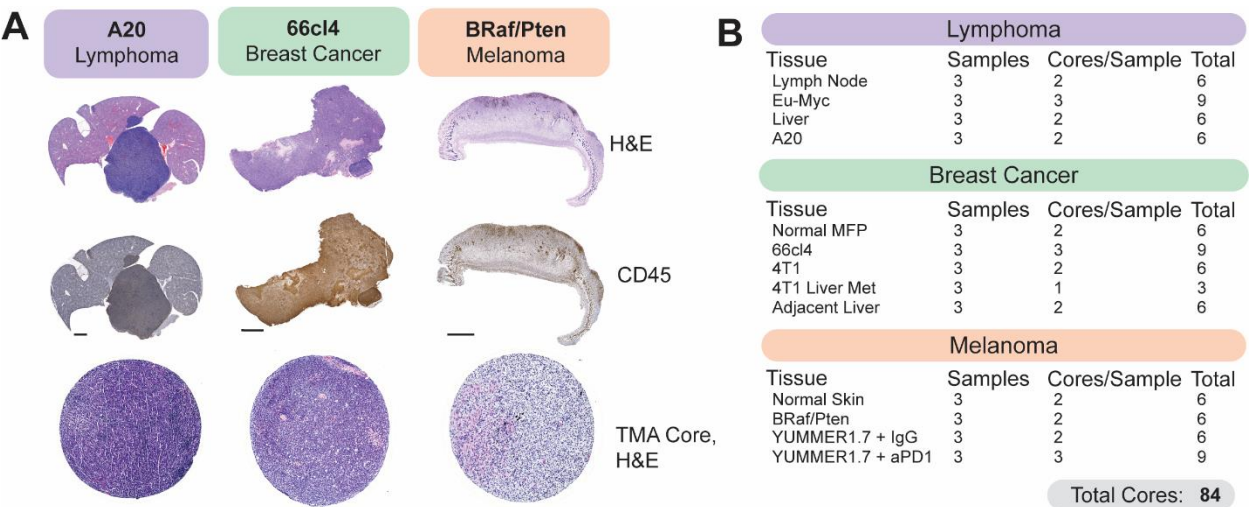 A
A20
Lymphoma
66cl4
Breast Cancer
BRaf/Pten
Melanoma
H&E
CD45
TMA Core,
H&E
B
Lymphoma
Tissue Samples Cores/Sample Total
Lymph Node 3 2 6
Eu-Myc 3 3 9
Liver 3 2 6
A20 3 2 6
Breast Cancer
Tissue Samples Cores/Sample Total
Normal MFP 3 2 6
66cl4 3 3 9
4T1 3 2 6
4T1 Liver Met 3 1 3
Adjacent Liver 3 2 6
Melanoma
Tissue Samples Cores/Sample Total
Normal Skin 3 2 6
BRaf/Pten 3 2 6
YUMMER1.7 + IgG 3 2 6
YUMMER1.7 + aPD1 3 3 9
Total Cores: 84